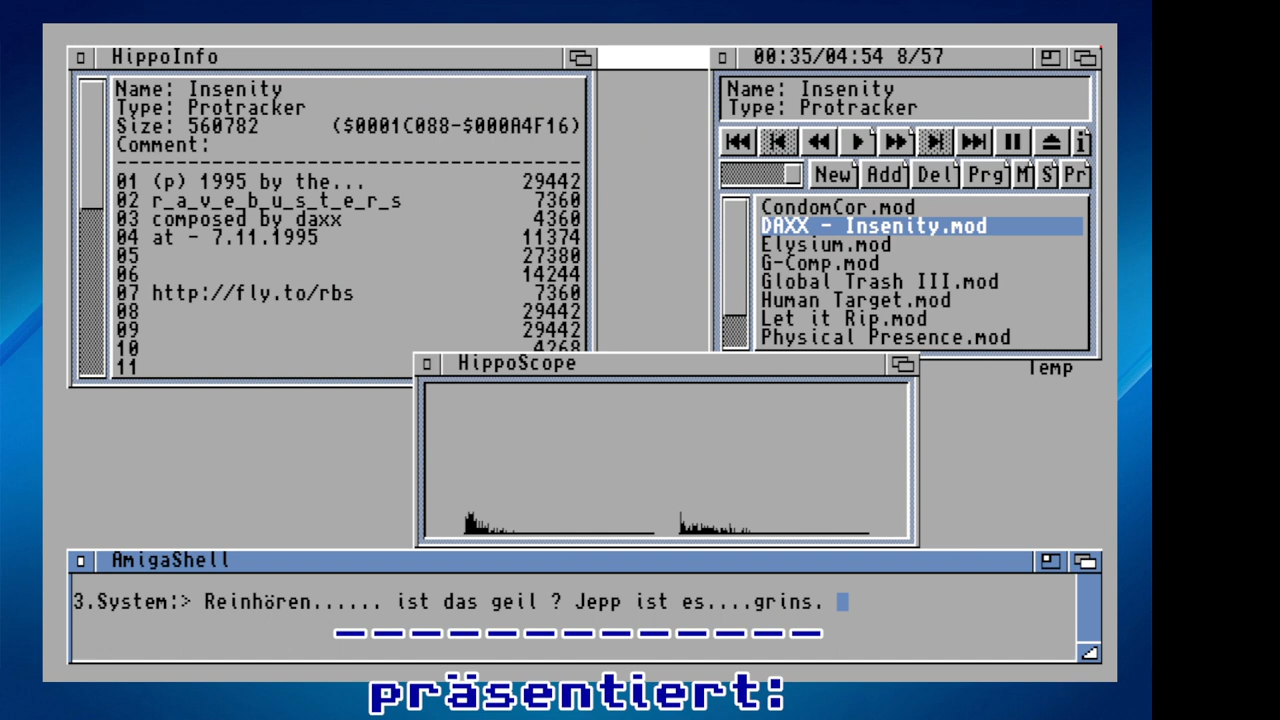 HippoInfo
Name: Insenity
Type: Protracker
Size: 560782 ($0001C088-$000A4F16)
Comment:
----------------------------------------------------
01 (p) 1995 by the... 29442
02 r_a_v_e_b_u_s_t_e_r_s 7360
03 composed by daxx 4360
04 at - 7.11.1995 11374
05 27380
06 14244
07 http://fly.to/rbs 7360
08 29442
09 29442
10 4268
11
00:35/04:54 8/57
Name: Insenity
Type: Protracker
i
New Add Del Prg M S Pr
CondomCor.mod
DAXX - Insenity.mod
Elysium.mod
G-Comp.mod
Global Trash III.mod
Human Target.mod
Let it Rip.mod
Physical Presence.mod
Temp
HippoScope
AmigaShell
3.System:> Reinhören...... ist das geil ? Jepp ist es....grins.
_ _ _ _ _ _ _ _ _ _ _ _ _
präsentiert: